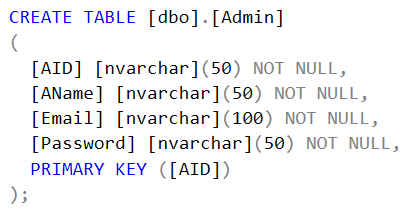 CREATE TABLE [dbo].[Admin]
(
  [AID] [nvarchar](50) NOT NULL,
  [AName] [nvarchar](50) NOT NULL,
  [Email] [nvarchar](100) NOT NULL,
  [Password] [nvarchar](50) NOT NULL,
  PRIMARY KEY ([AID])
);